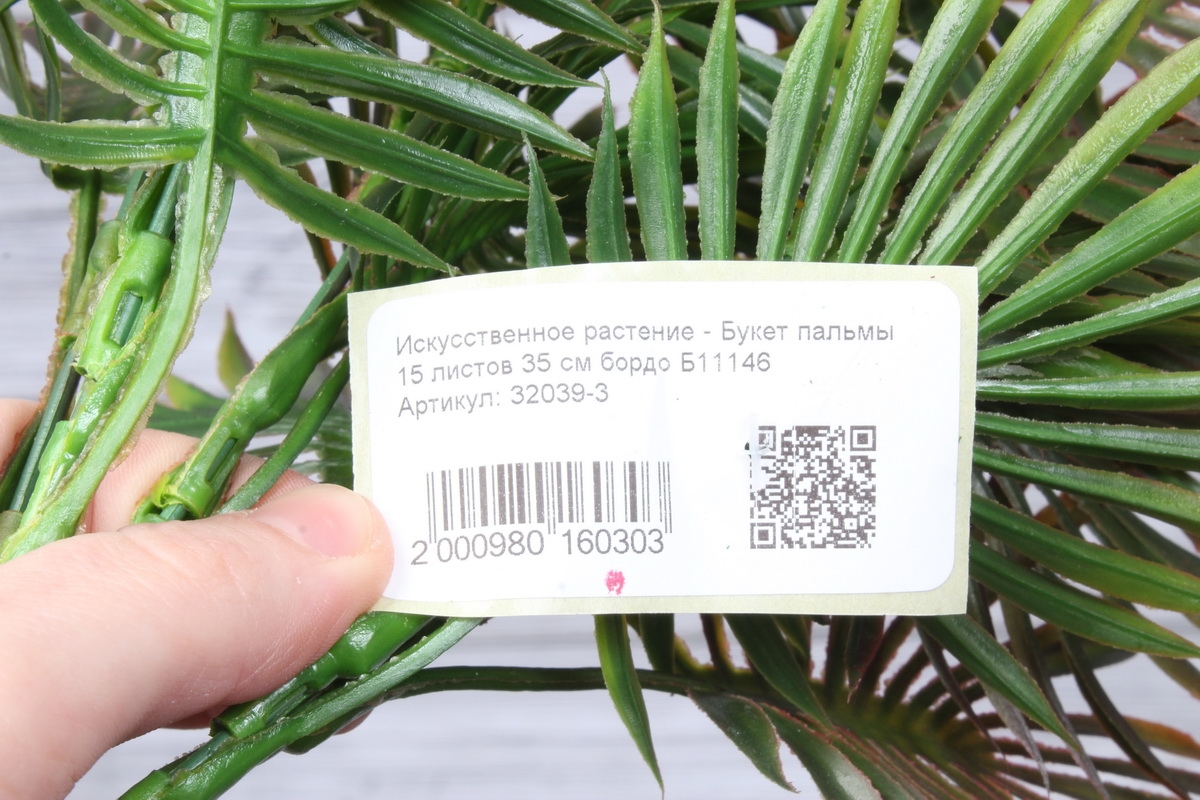 Искусственное растение - Букет пальмы
15 листов 35 см бордо Б11146
Артикул: 32039-3
2 000980 160303